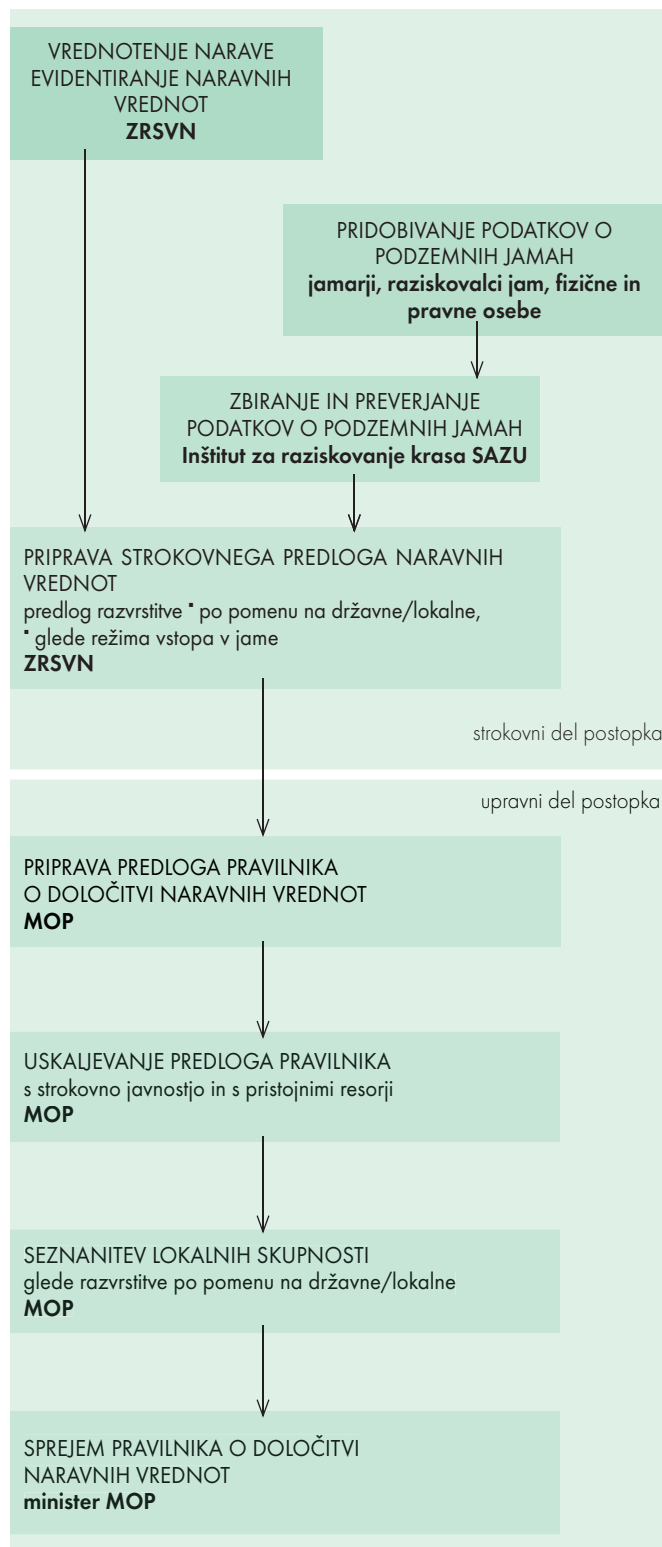 VREDNOTENJE NARAVE
EVIDENTIRANJE NARAVNIH
VREDNOT
ZRSVN
PRIDOBIVANJE PODATKOV O
PODZEMNIH JAMAH
jamarji, raziskovalci jam, fizične in
pravne osebe
ZBIRANJE IN PREVERJANJE
PODATKOV O PODZEMNIH JAMAH
Inštitut za raziskovanje krasa SAZU
PRIPRAVA STROKOVNEGA PREDLOGA NARAVNIH
VREDNOT
predlog razvrstitve ▪ po pomenu na državne/lokalne,
▪ glede režima vstopa v jame
ZRSVN
strokovni del postopka
upravni del postopka
PRIPRAVA PREDLOGA PRAVILNIKA
O DOLOČITVI NARAVNIH VREDNOT
MOP
USKALJEVANJE PREDLOGA PRAVILNIKA
s strokovno javnostjo in s pristojnimi resorji
MOP
SEZNANITEV LOKALNIH SKUPNOSTI
glede razvrstitve po pomenu na državne/lokalne
MOP
SPREJEM PRAVILNIKA O DOLOČITVI
NARAVNIH VREDNOT
minister MOP